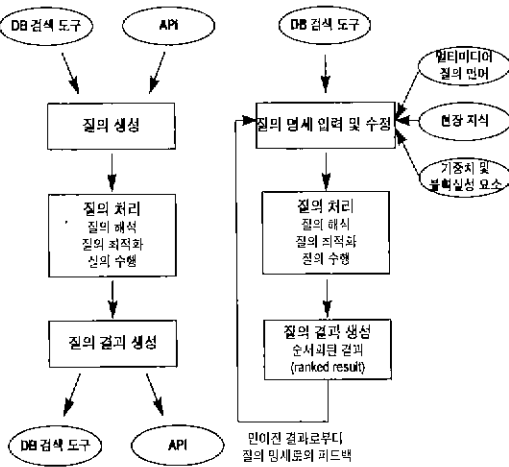 DB 검색 도구
API
질의 생성
질의 처리
질의 해석
질의 최적화
질의 수행
질의 결과 생성
DB 검색 도구
API
DB 검색 도구
멀티미디어
질의 언어
현장 지식
가중치 및
불확실성 요소
질의 명세 입력 및 수정
질의 처리
질의 해석
질의 최적화
질의 수행
질의 결과 생성
순서화된 결과
(ranked result)
얻어진 결과로부터
질의 명세로의 피드백